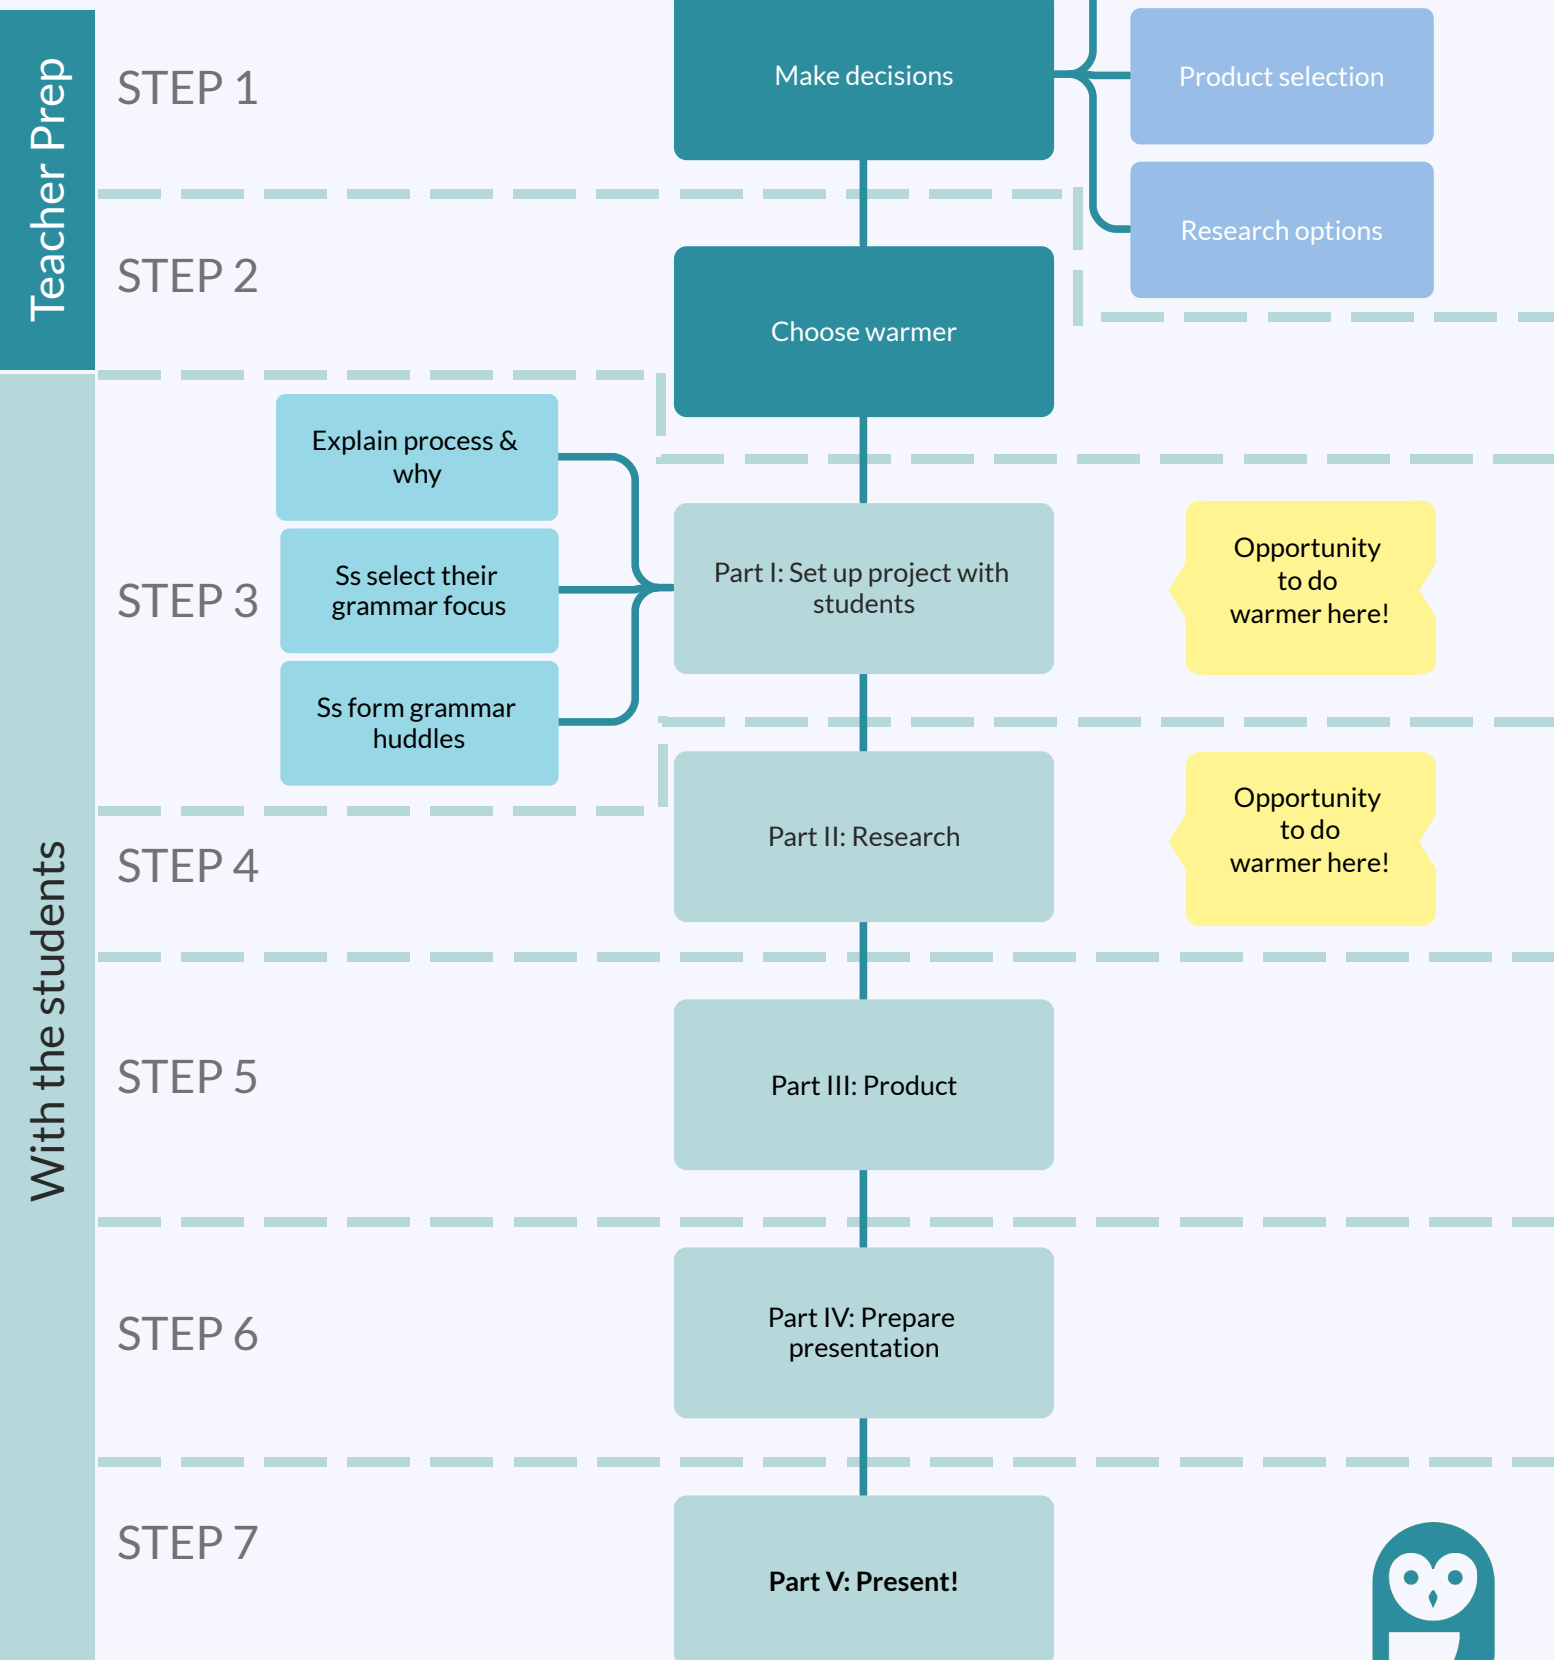 Teacher Prep
STEP 1
Make decisions
Product selection
Research options
STEP 2
Choose warmer
With the students
STEP 3
Explain process &
why
Ss select their
grammar focus
Ss form grammar
huddles
Part I: Set up project with
students
Opportunity
to do
warmer here!
STEP 4
Part II: Research
Opportunity
to do
warmer here!
STEP 5
Part III: Product
STEP 6
Part IV: Prepare
presentation
STEP 7
Part V: Present!